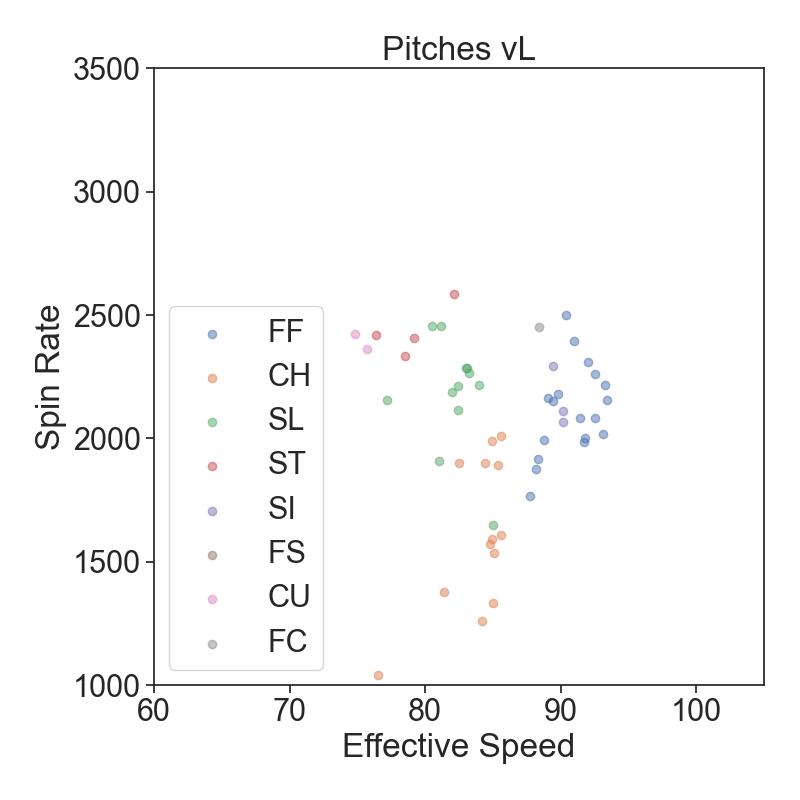 Pitches vL
3500
3000
2500
2000
1500
1000
Spin Rate
FF
CH
SL
ST
SI
FS
CU
FC
60 70 80 90 100
Effective Speed